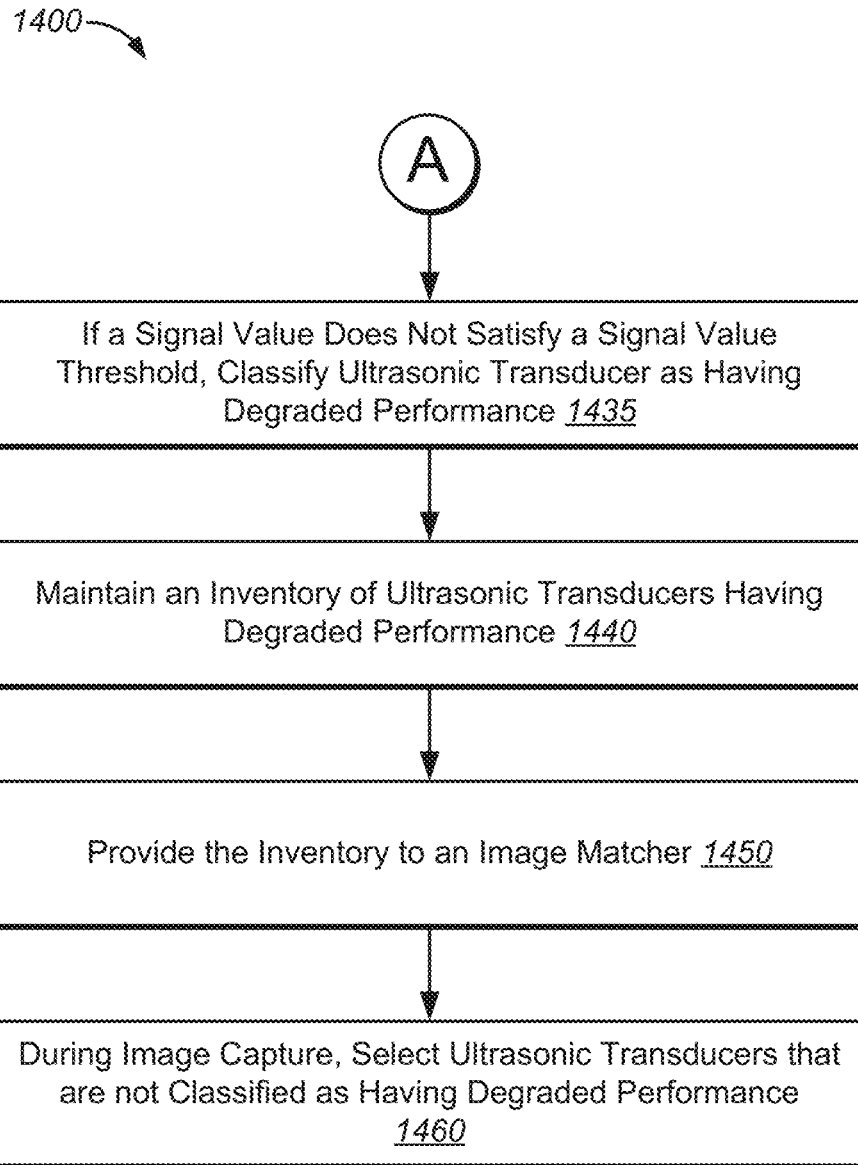 1400
A
If a Signal Value Does Not Satisfy a Signal Value
Threshold, Classify Ultrasonic Transducer as Having
Degraded Performance 1435
Maintain an Inventory of Ultrasonic Transducers Having
Degraded Performance 1440
Provide the Inventory to an Image Matcher 1450
During Image Capture, Select Ultrasonic Transducers that
are not Classified as Having Degraded Performance
1460